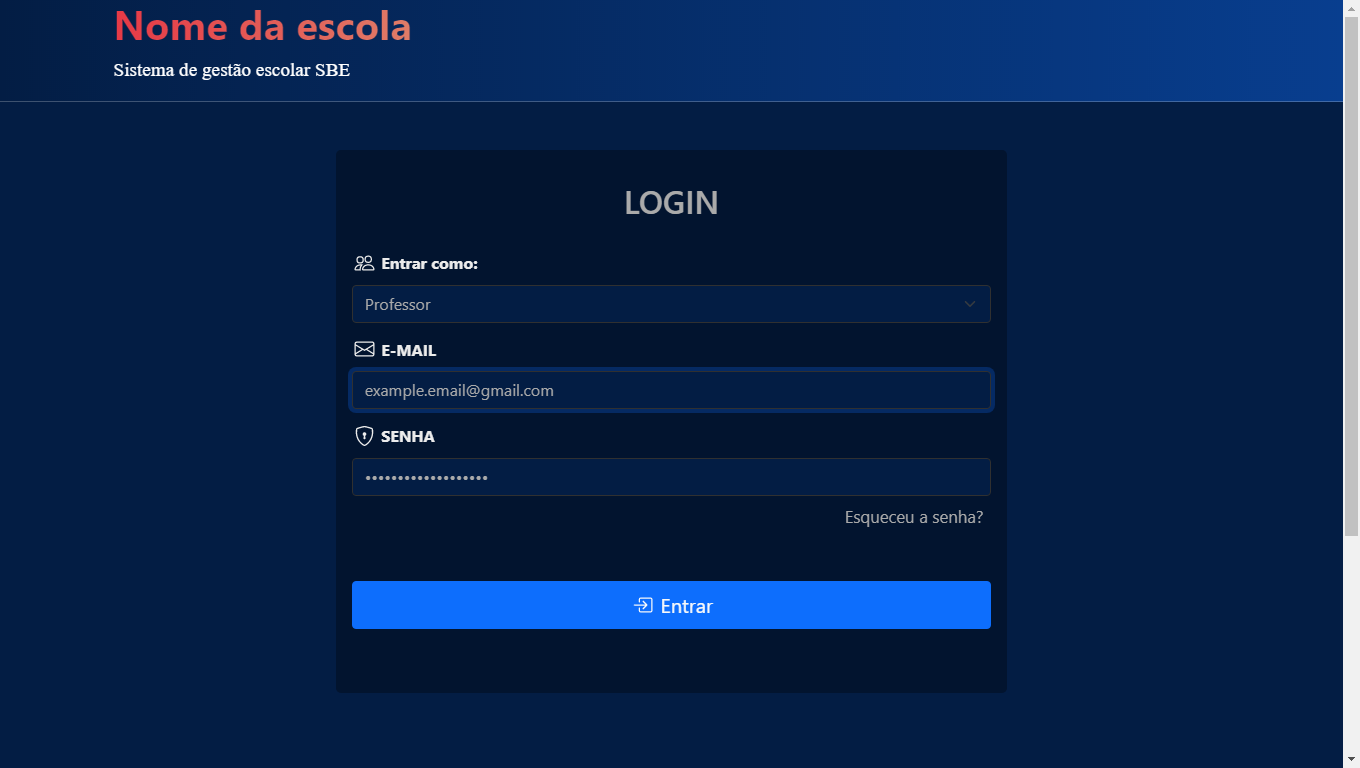 Nome da escola
Sistema de gestão escolar SBE
LOGIN
Entrar como:
Professor
E-MAIL
example.email@gmail.com
SENHA
•••••••••••••••••••
Esqueceu a senha?
Entrar